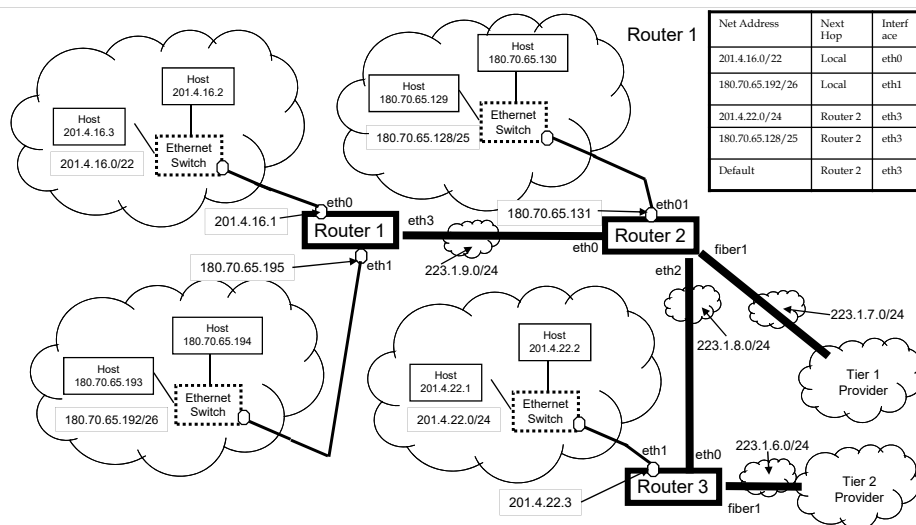 Router 1
Net Address Next Hop Interf ace
201.4.16.0/22 Local eth0
180.70.65.192/26 Local eth1
201.4.22.0/24 Router 2 eth3
180.70.65.128/25 Router 2 eth3
Default Router 2 eth3
Host
201.4.16.2
Host
201.4.16.3
Ethernet
Switch
201.4.16.0/22
eth0
201.4.16.1
Host
180.70.65.130
Host
180.70.65.129
Ethernet
Switch
180.70.65.128/25
180.70.65.131
eth01
Router 1
eth3
223.1.9.0/24
eth0
Router 2
fiber1
eth2
180.70.65.195
eth1
223.1.8.0/24
223.1.7.0/24
Tier 1
Provider
Host
180.70.65.194
Host
180.70.65.193
Ethernet
Switch
180.70.65.192/26
Host
201.4.22.2
Host
201.4.22.1
Ethernet
Switch
201.4.22.0/24
eth1
eth0
201.4.22.3
Router 3
223.1.6.0/24
fiber1
Tier 2
Provider